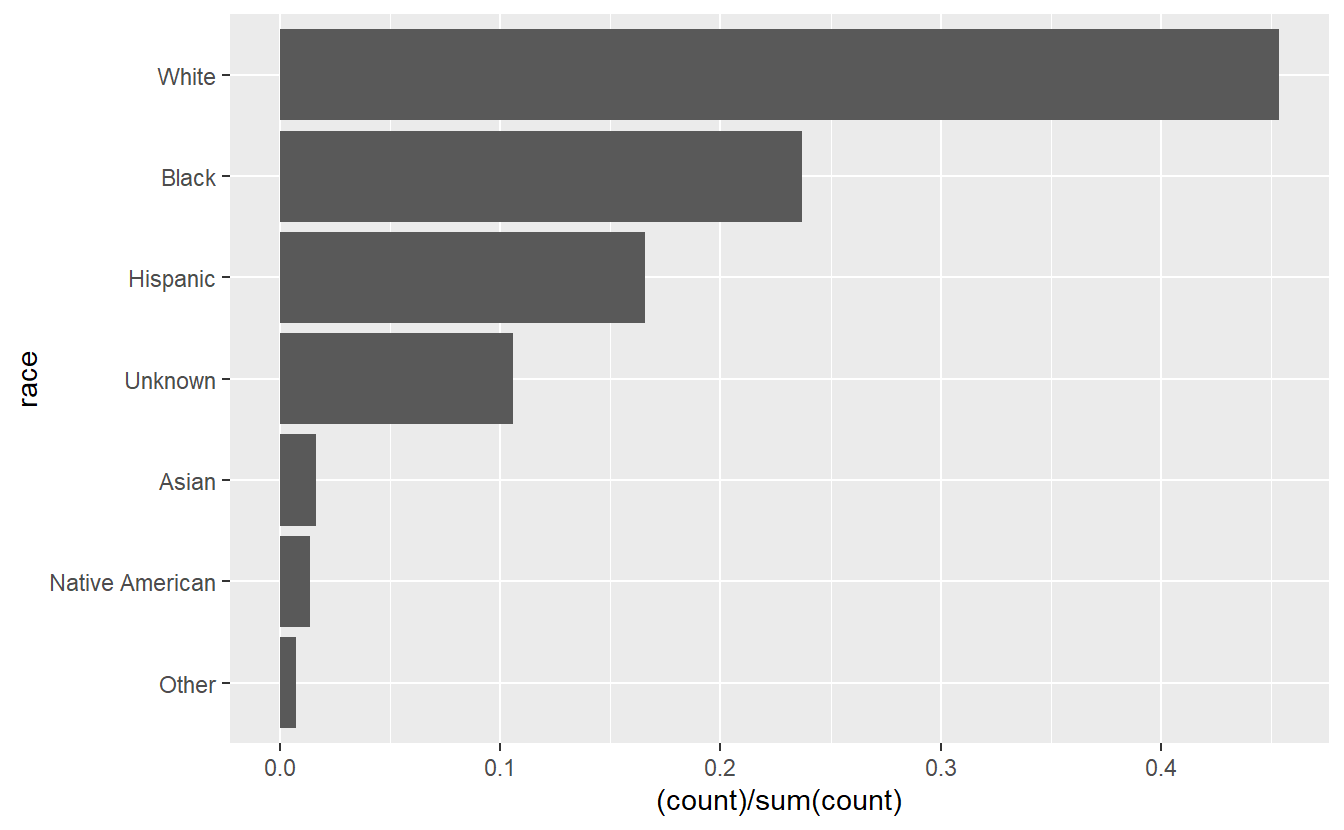 White
Black
Hispanic
Unknown
Asian
Native American
Other
race
0.0 0.1 0.2 0.3 0.4
(count)/sum(count)